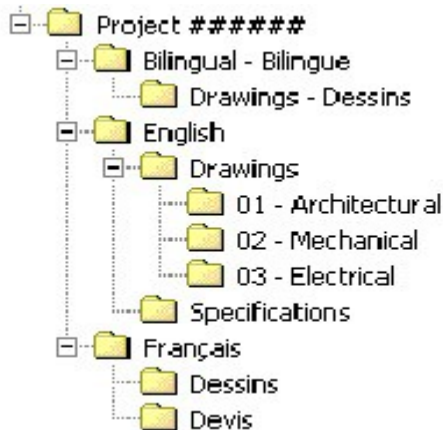 Project ######
Bilingual - Bilingue
Drawings - Dessins
English
Drawings
01 - Architectural
02 - Mechanical
03 - Electrical
Specifications
Français
Dessins
Devis